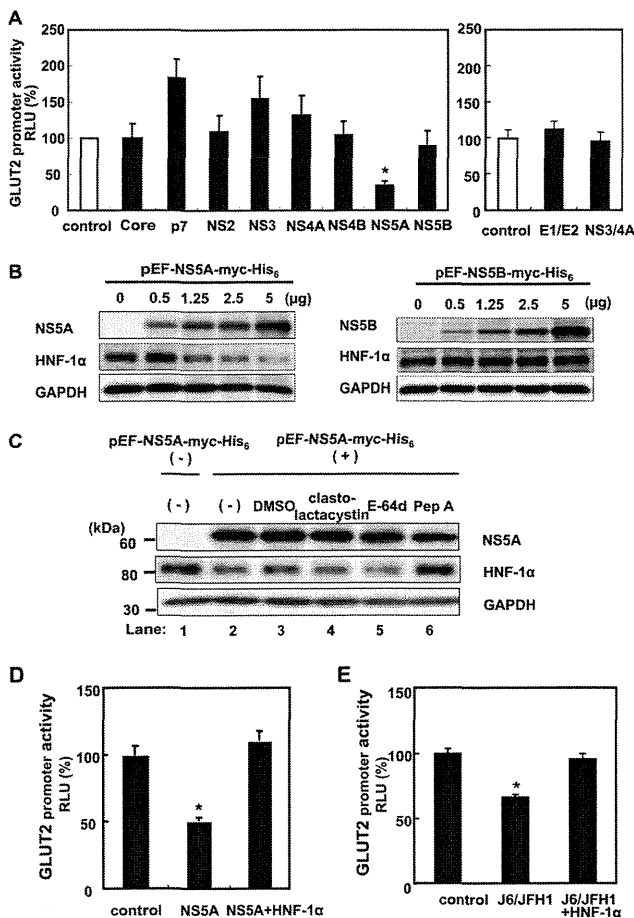 A
GLUT2 promoter activity
RLU (%)
250
200
150
100
50
0
control Core p7 NS2 NS3 NS4A NS4B NS5A NS5B
*
250
200
150
100
50
0
control E1/E2 NS3/4A
B
pEF-NS5A-myc-His6
0 0.5 1.25 2.5 5 (μg)
NS5A
HNF-1α
GAPDH
pEF-NS5B-myc-His6
0 0.5 1.25 2.5 5 (μg)
NS5B
HNF-1α
GAPDH
C
pEF-NS5A-myc-His6
(-)
pEF-NS5A-myc-His6
(+)
(-) (-) DMSO clasto-lactacystin E-64d Pep A
(kDa)
60
80
30
NS5A
HNF-1α
GAPDH
Lane: 1 2 3 4 5 6
D
GLUT2 promoter activity
RLU (%)
150
100
50
0
*
control NS5A NS5A+HNF-1α
E
GLUT2 promoter activity
RLU (%)
150
100
50
0
*
control J6/JFH1 J6/JFH1
+HNF-1α